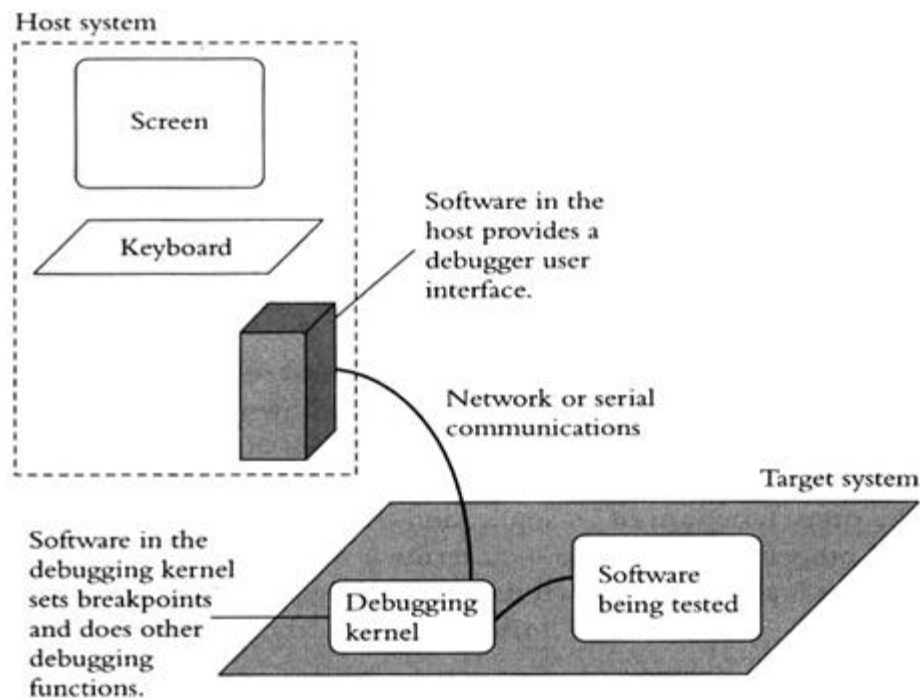 Host system
Screen
Keyboard
Software in the
host provides a
debugger user
interface.
Network or serial
communications
Target system
Software in the
debugging kernel
sets breakpoints
and does other
debugging
functions.
Debugging
kernel
Software
being tested